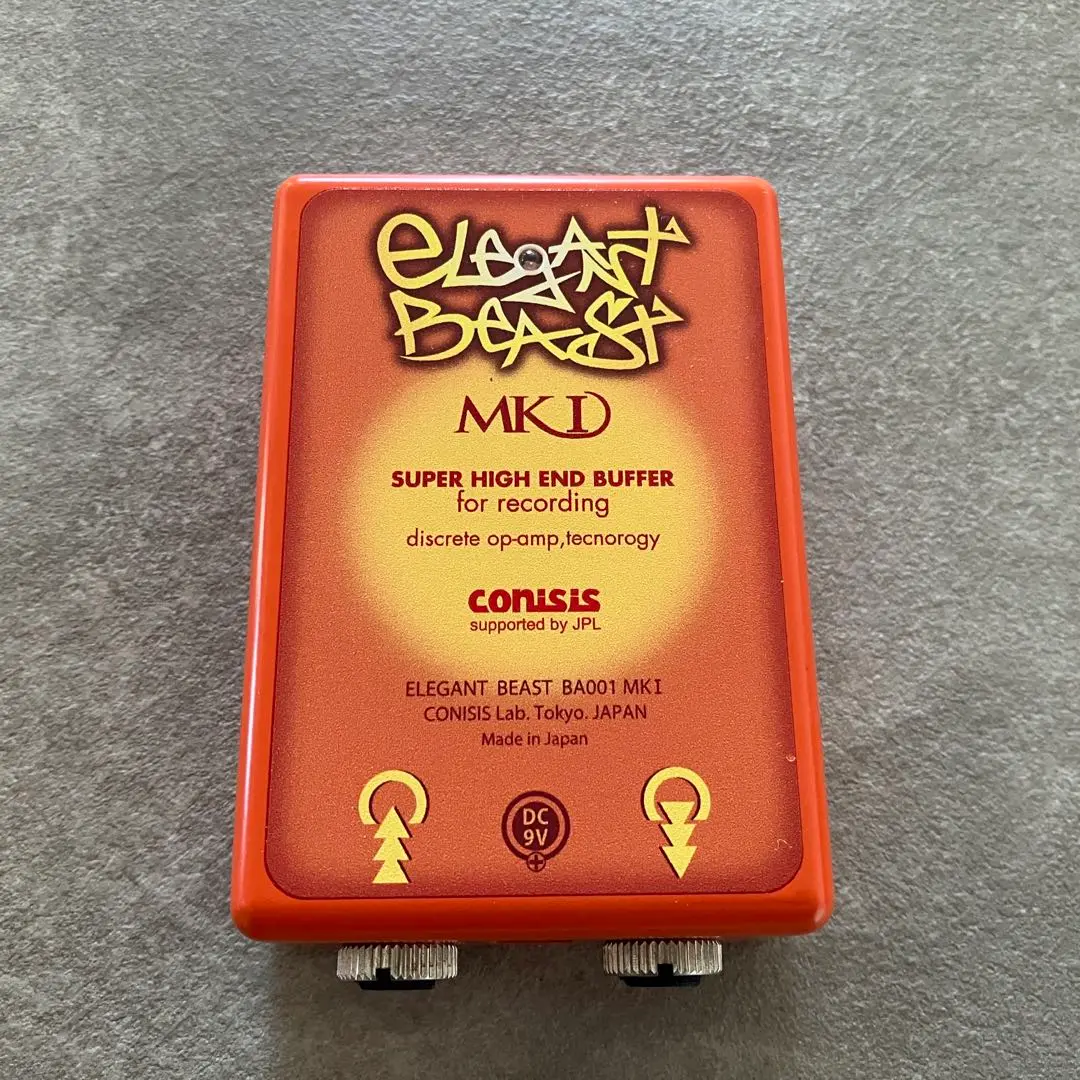 eLegANt
BeASt
MK I
SUPER HIGH END BUFFER
for recording
discrete op-amp,tecnorogy
conisis
supported by JPL
ELEGANT BEAST BA001 MK I
CONISIS Lab. Tokyo. JAPAN
Made in Japan
DC
9V